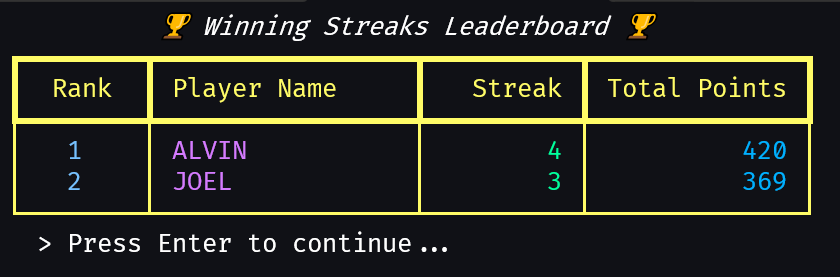 🏆 Winning Streaks Leaderboard 🏆
Rank Player Name Streak Total Points
1 ALVIN 4 420
2 JOEL 3 369
> Press Enter to continue...